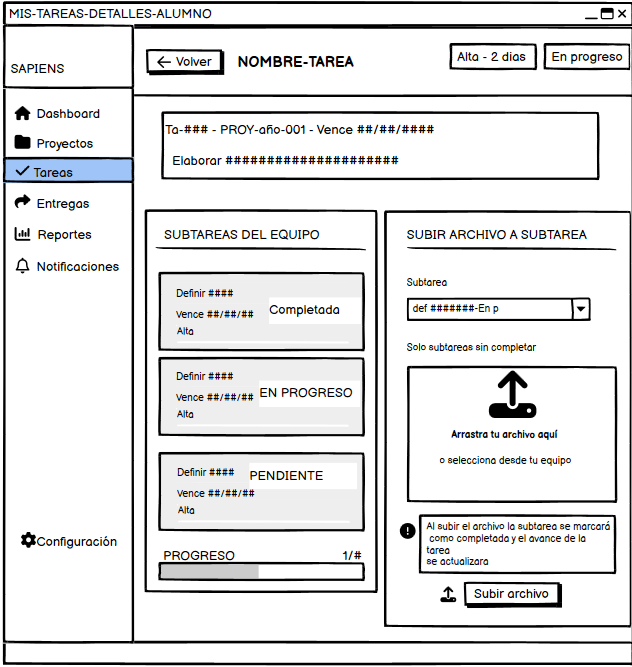 MIS-TAREAS-DETALLES-ALUMNO
SAPIENS
Volver
NOMBRE-TAREA
Alta - 2 dias
En progreso
Dashboard
Proyectos
Tareas
Entregas
Reportes
Notificaciones
Configuración
Ta-### - PROY-año-001 - Vence ##/##/####
Elaborar #####################
SUBTAREAS DEL EQUIPO
Definir ####
Vence ##/##/##
Completada
Alta
Definir ####
Vence ##/##/##
EN PROGRESO
Alta
Definir ####
PENDIENTE
Vence ##/##/##
Alta
PROGRESO 1/#
SUBIR ARCHIVO A SUBTAREA
Subtarea
def #######-En p
Solo subtareas sin completar
Arrastra tu archivo aquí
o selecciona desde tu equipo
Al subir el archivo la subtarea se marcará
como completada y el avance de la
tarea
se actualizara
Subir archivo